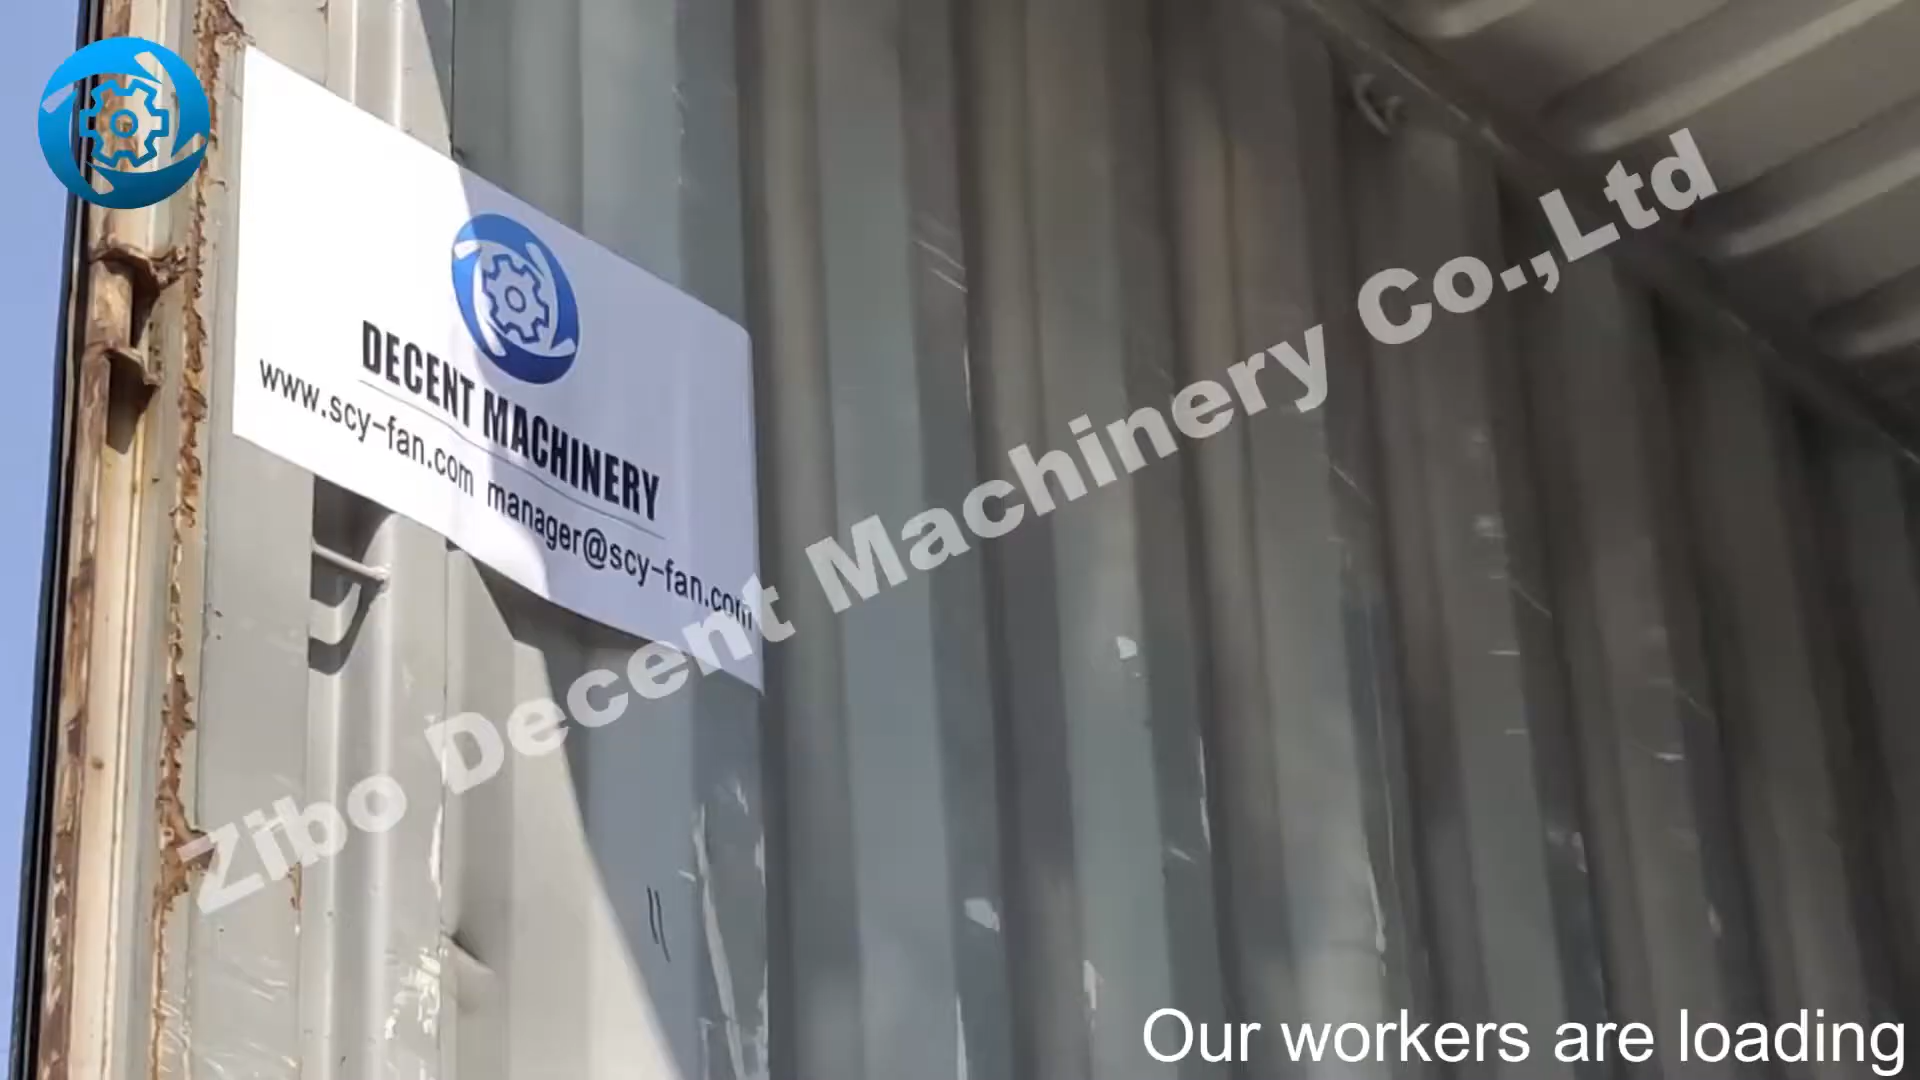 DECENT MACHINERY
www.scy-fan.com manager@scy-fan.com
Zibo Decent Machinery Co.,Ltd
Our workers are loading